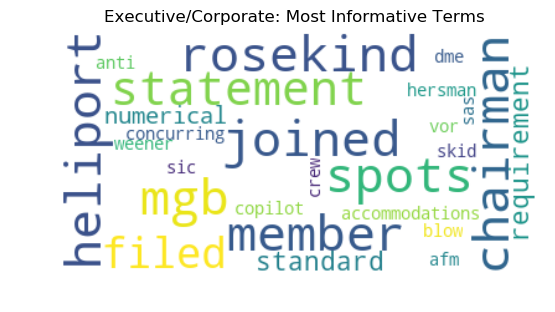 Executive/Corporate: Most Informative Terms
heliport
anti
rosekind
dme
chairman
statement
hersman
sas
requirement
numerical
concurring
joined
vor
weener
skid
sic
crew
spots
mgb
copilot
accommodations
filed
member
blow
standard
afm